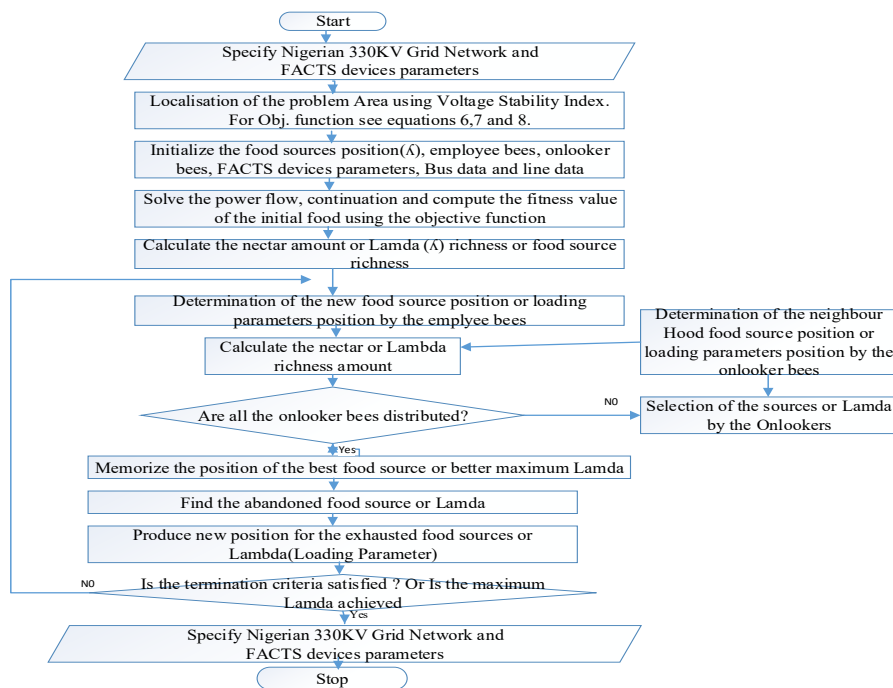 Start
Specify Nigerian 330KV Grid Network and
FACTS devices parameters
Localisation of the problem Area using Voltage Stability Index.
For Obj. function see equations 6,7 and 8.
Initialize the food sources position(ʎ), employee bees, onlooker
bees, FACTS devices parameters, Bus data and line data
Solve the power flow, continuation and compute the fitness value
of the initial food using the objective function
Calculate the nectar amount or Lamda (ʎ) richness or food source
richness
Determination of the new food source position or loading
parameters position by the emplyee bees
Determination of the neighbour
Hood food source position or
loading parameters position by the
onlooker bees
Calculate the nectar or Lambda
richness amount
Are all the onlooker bees distributed?
NO
Selection of the sources or Lamda
by the Onlookers
Yes
Memorize the position of the best food source or better maximum Lamda
Find the abandoned food source or Lamda
Produce new position for the exhausted food sources or
Lambda(Loading Parameter)
NO
Is the termination criteria satisfied ? Or Is the maximum
Lamda achieved
Yes
Specify Nigerian 330KV Grid Network and
FACTS devices parameters
Stop